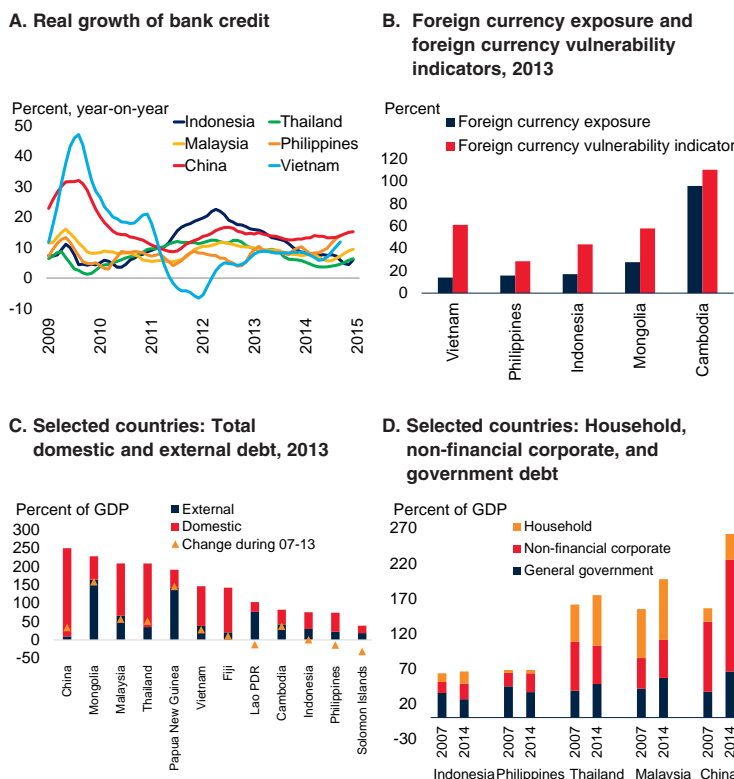 A. Real growth of bank credit
Percent, year-on-year
Indonesia
Thailand
Malaysia
Philippines
China
Vietnam
50
40
30
20
10
0
-10
2009
2010
2011
2012
2013
2014
2015
B. Foreign currency exposure and
foreign currency vulnerability
indicators, 2013
Percent
Foreign currency exposure
Foreign currency vulnerability indicator
120
100
80
60
40
20
0
Vietnam
Philippines
Indonesia
Mongolia
Cambodia
C. Selected countries: Total
domestic and external debt, 2013
Percent of GDP
External
Domestic
Change during 07-13
300
250
200
150
100
50
0
-50
China
Mongolia
Malaysia
Thailand
Papua New Guinea
Vietnam
Fiji
Lao PDR
Cambodia
Indonesia
Philippines
Solomon Islands
D. Selected countries: Household,
non-financial corporate, and
government debt
Percent of GDP
Household
Non-financial corporate
General government
270
220
170
120
70
20
-30
2007
2014
2007
2014
2007
2014
2007
2014
2007
2014
Indonesia
Philippines
Thailand
Malaysia
China